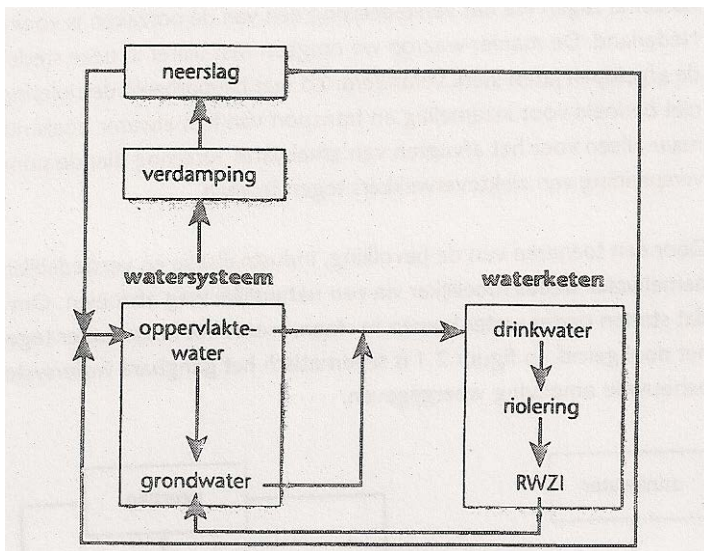 neerslag
verdamping
watersysteem
waterketen
oppervlakte-
water
drinkwater
riolering
grondwater
RWZI